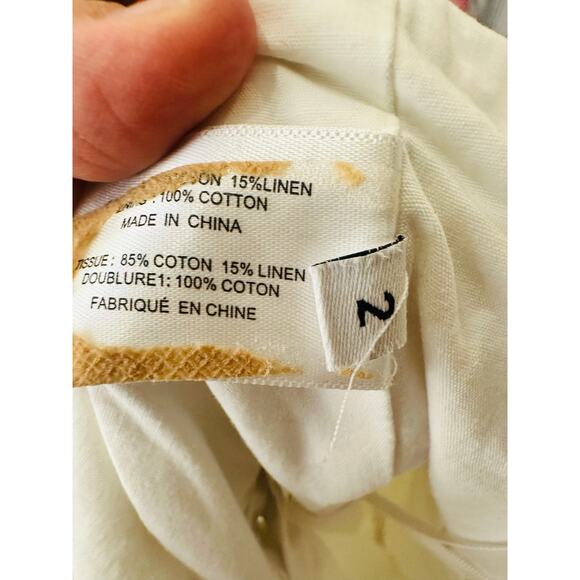 15%LINEN
: 100% COTTON
MADE IN CHINA
TISSUE : 85% COTON 15% LINEN
DOUBLURE1: 100% COTON
FABRIQUÉ EN CHINE
2